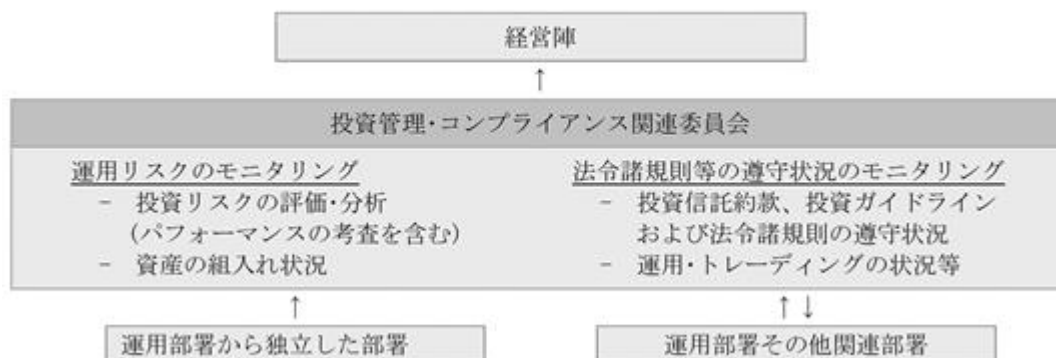 経営陣
↑
投資管理・コンプライアンス関連委員会
運用リスクのモニタリング
- 投資リスクの評価・分析
(パフォーマンスの考査を含む)
- 資産の組入れ状況
法令諸規則等の遵守状況のモニタリング
- 投資信託約款、投資ガイドライン
および法令諸規則の遵守状況
- 運用・トレーディングの状況等
↑
↑↓
運用部署から独立した部署
運用部署その他関連部署